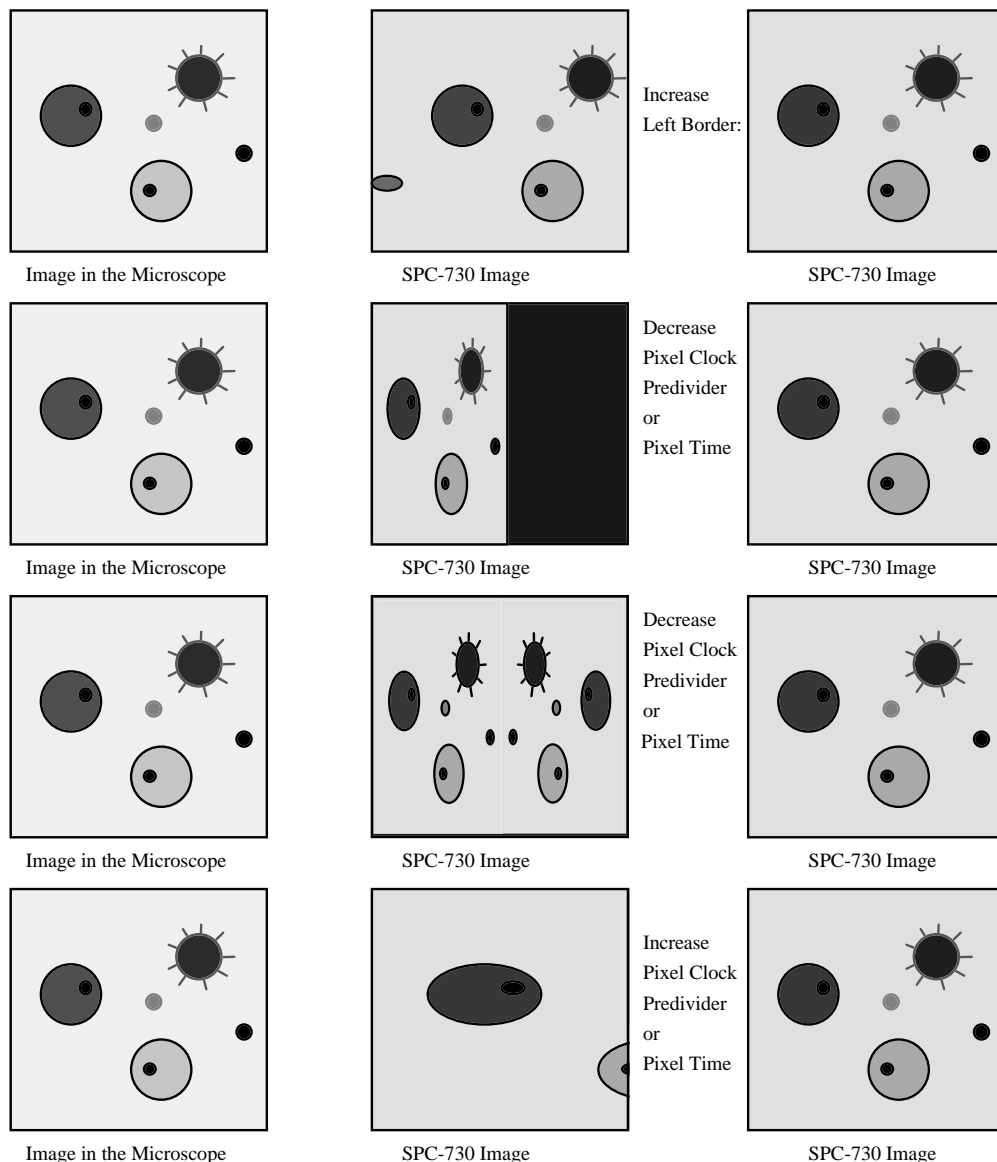 Increase
Left Border:
Image in the Microscope
SPC-730 Image
SPC-730 Image
Decrease
Pixel Clock
Predivider
or
Pixel Time
Image in the Microscope
SPC-730 Image
SPC-730 Image
Decrease
Pixel Clock
Predivider
or
Pixel Time
Image in the Microscope
SPC-730 Image
SPC-730 Image
Increase
Pixel Clock
Predivider
or
Pixel Time
Image in the Microscope
SPC-730 Image
SPC-730 Image